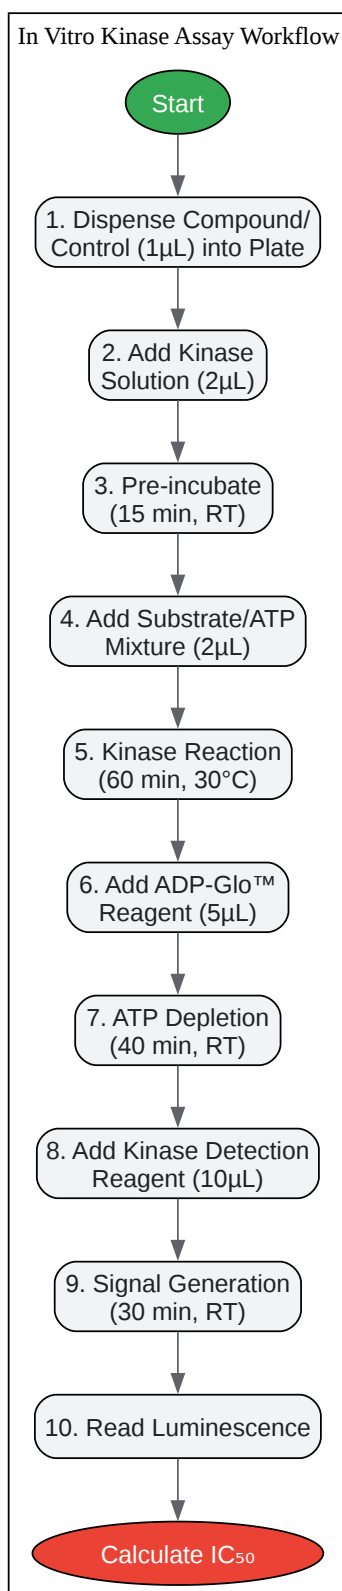 In Vitro Kinase Assay Workflow
Start
1. Dispense Compound/
Control (1µL) into Plate
2. Add Kinase
Solution (2µL)
3. Pre-incubate
(15 min, RT)
4. Add Substrate/ATP
Mixture (2µL)
5. Kinase Reaction
(60 min, 30°C)
6. Add ADP-Glo™
Reagent (5µL)
7. ATP Depletion
(40 min, RT)
8. Add Kinase Detection
Reagent (10µL)
9. Signal Generation
(30 min, RT)
10. Read Luminescence
Calculate IC₅₀